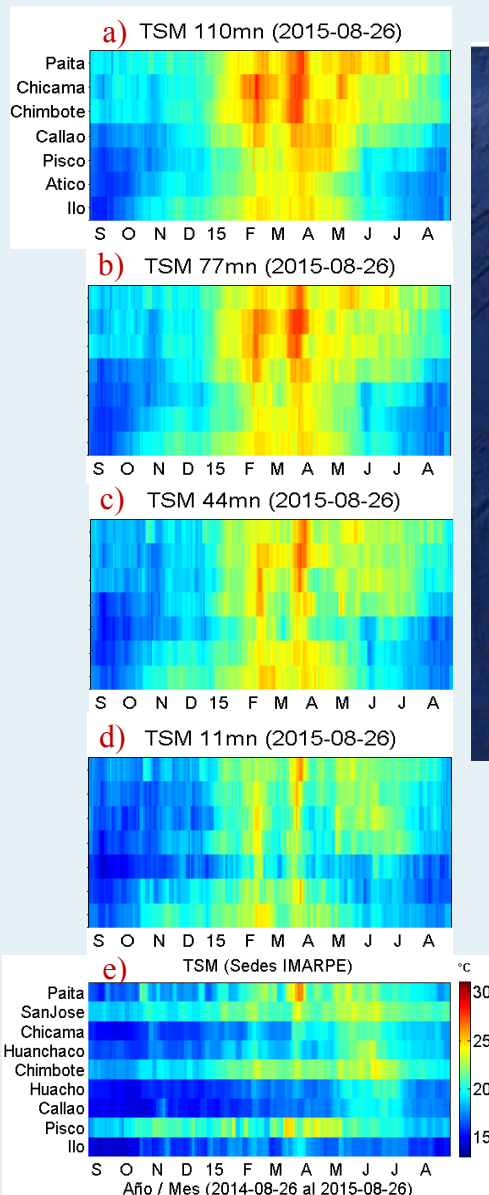 a) TSM 110mn (2015-08-26)
Paita
Chicama
Chimbote
Callao
Pisco
Atico
Ilo
S O N D 15 F M A M J J A
b) TSM 77mn (2015-08-26)
S O N D 15 F M A M J J A
c) TSM 44mn (2015-08-26)
S O N D 15 F M A M J J A
d) TSM 11mn (2015-08-26)
S O N D 15 F M A M J J A
e) TSM (Sedes IMARPE) °C
Paita
SanJose
Chicama
Huanchaco
Chimbote
Huacho
Callao
Pisco
Ilo
30
25
20
15
S O N D 15 F M A M J J A
Año / Mes (2014-08-26 al 2015-08-26)